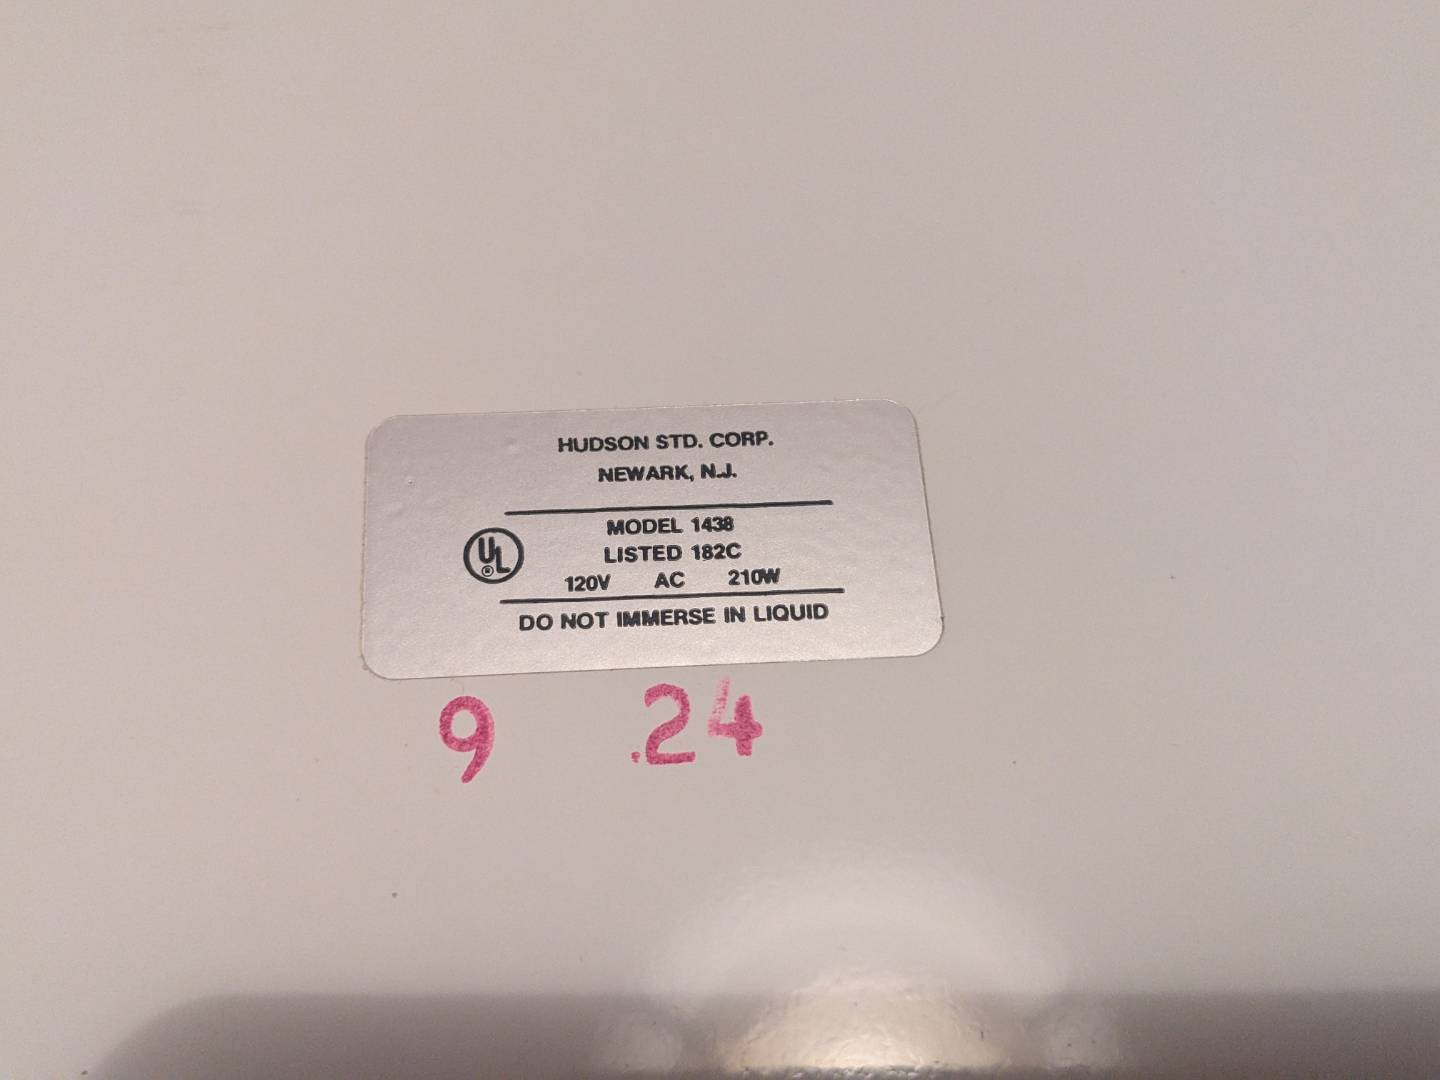 HUDSON STD. CORP.
NEWARK, N.J.
MODEL 1438
UL ® LISTED 182C
120V AC 210W
DO NOT IMMERSE IN LIQUID
9 .24